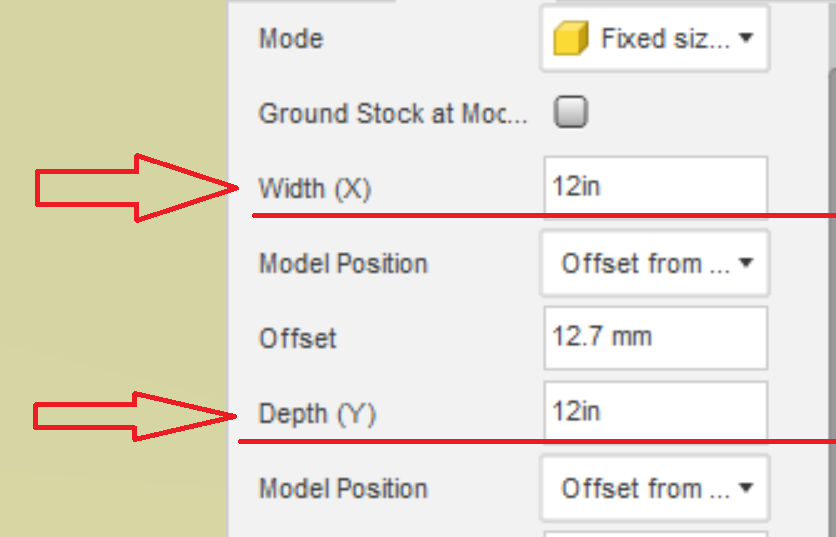 Mode Fixed siz...
Ground Stock at Moc...
Width (X) 12in
Model Position Offset from ...
Offset 12.7 mm
Depth (Y) 12in
Model Position Offset from ...